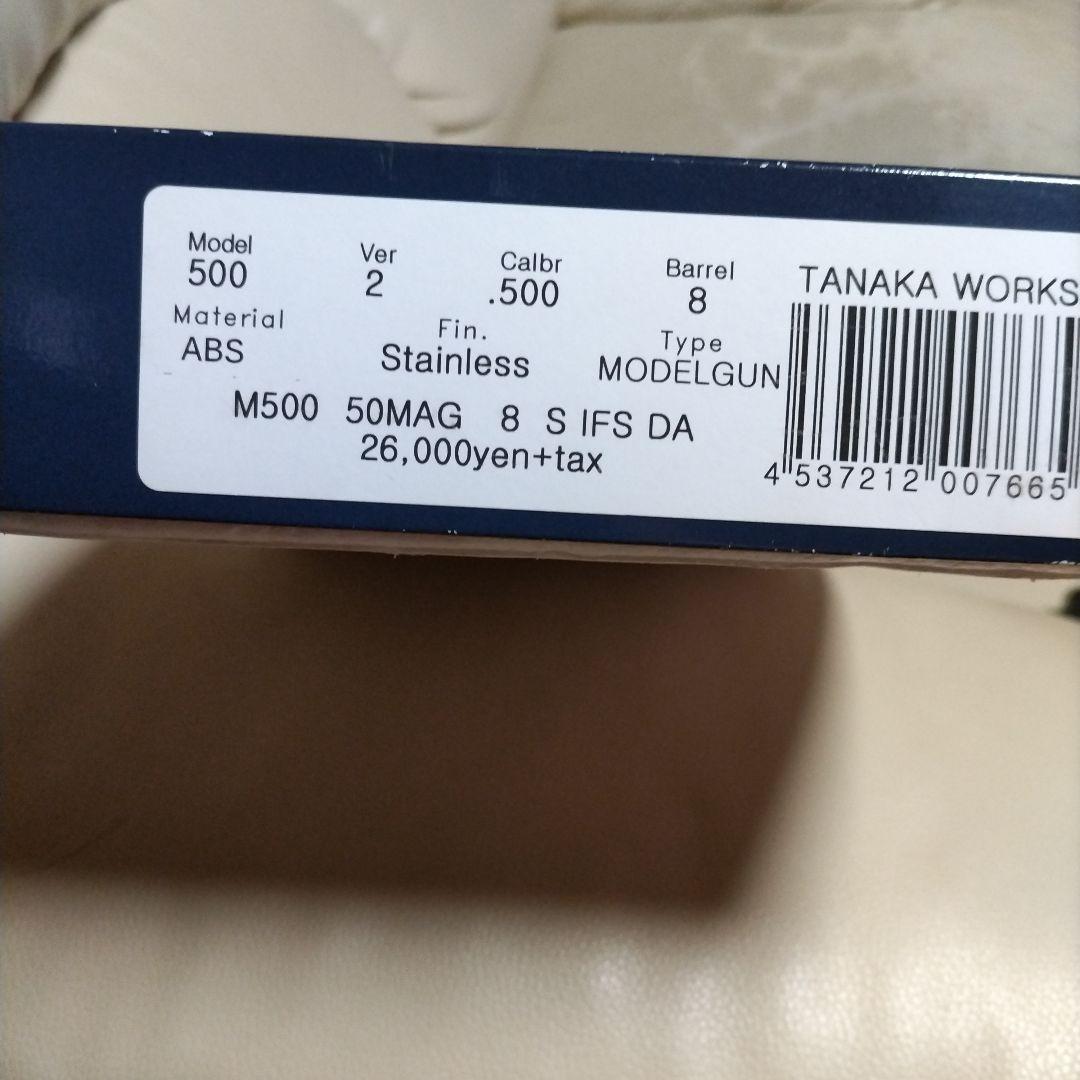 Model Ver Calbr Barrel TANAKA WORKS
500 2 .500 8
Material Fin. Type
ABS Stainless MODELGUN
M500 50MAG 8 S IFS DA
26,000yen+tax
4 537212 007665